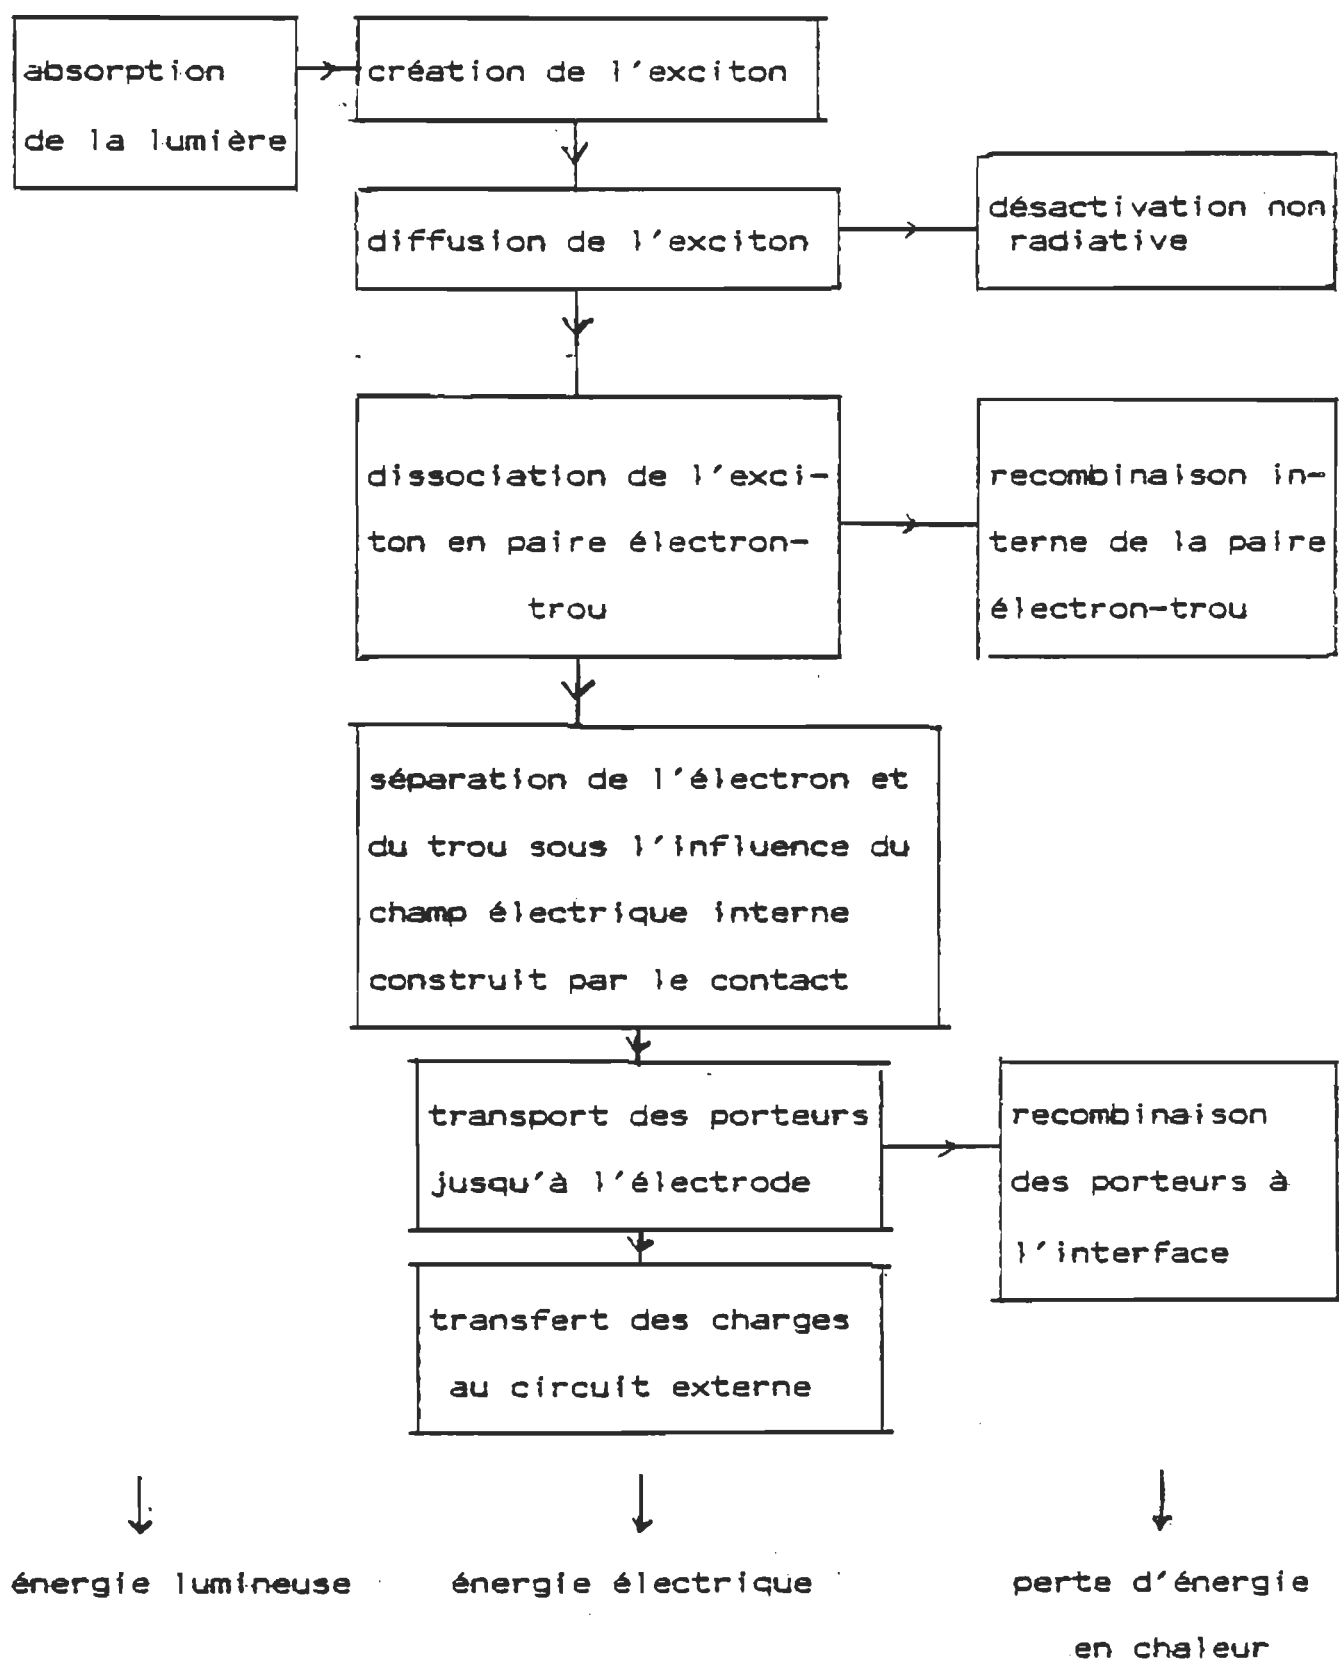 absorption
de la lumière
création de l'exciton
diffusion de l'exciton
désactivation non
radiative
dissociation de l'exci-
ton en paire électron-
trou
recombinaison in-
terne de la paire
électron-trou
séparation de l'électron et
du trou sous l'influence du
champ électrique interne
construit par le contact
transport des porteurs
jusqu'à l'électrode
recombinaison
des porteurs à
l'interface
transfert des charges
au circuit externe
énergie lumineuse
énergie électrique
perte d'énergie
en chaleur